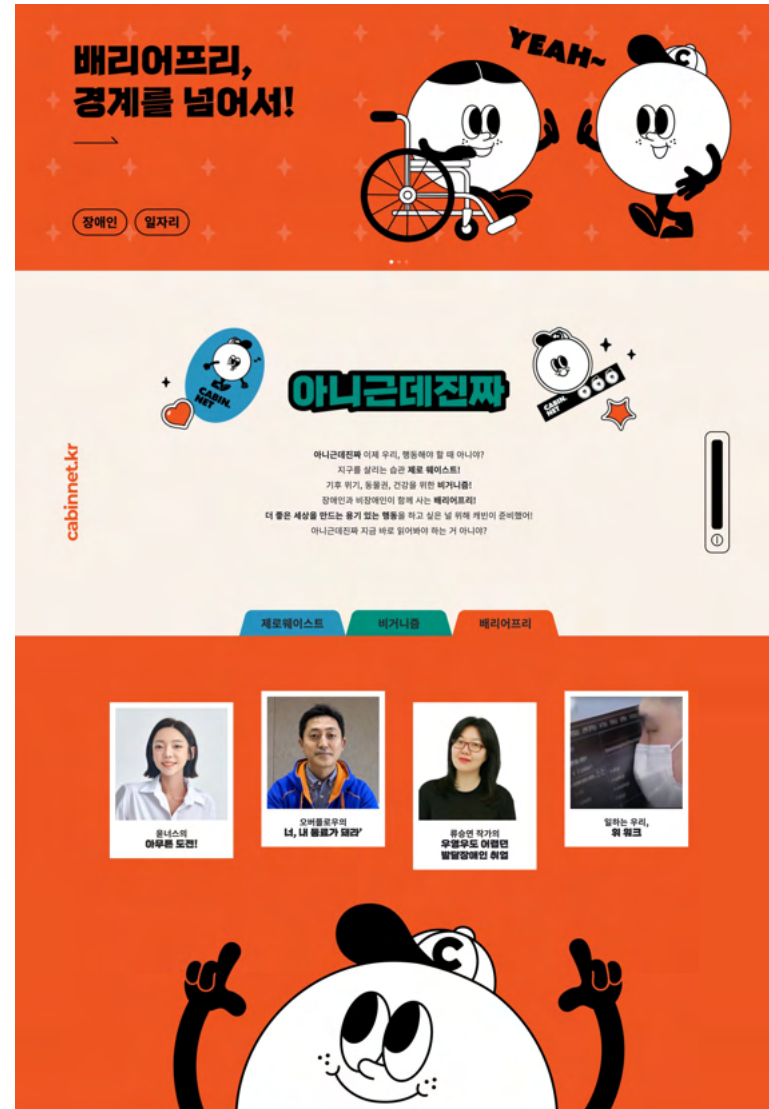 배리어프리,
경계를 넘어서!
YEAH~
C
장애인
일자리
CABIN.
NET
아니근데진짜
CABIN.
NET
cabinnet.kr
아니근데진짜 이제 우리, 행동해야 할 때 아니야?
지구를 살리는 습관 제로 웨이스트!
기후 위기, 동물권, 건강을 위한 비거니즘!
장애인과 비장애인이 함께 사는 배리어프리!
더 좋은 세상을 만드는 용기 있는 행동을 하고 싶은 널 위해 캐빈이 준비했어!
아니근데진짜 지금 바로 읽어봐야 하는 거 아니야?
제로웨이스트
비거니즘
배리어프리
윤너스의
아무튼 도전!
오버플로우의
너, 내 동료가 돼라’
류승연 작가의
우영우도 어렵던
발달장애인 취업
일하는 우리,
위 워크
C